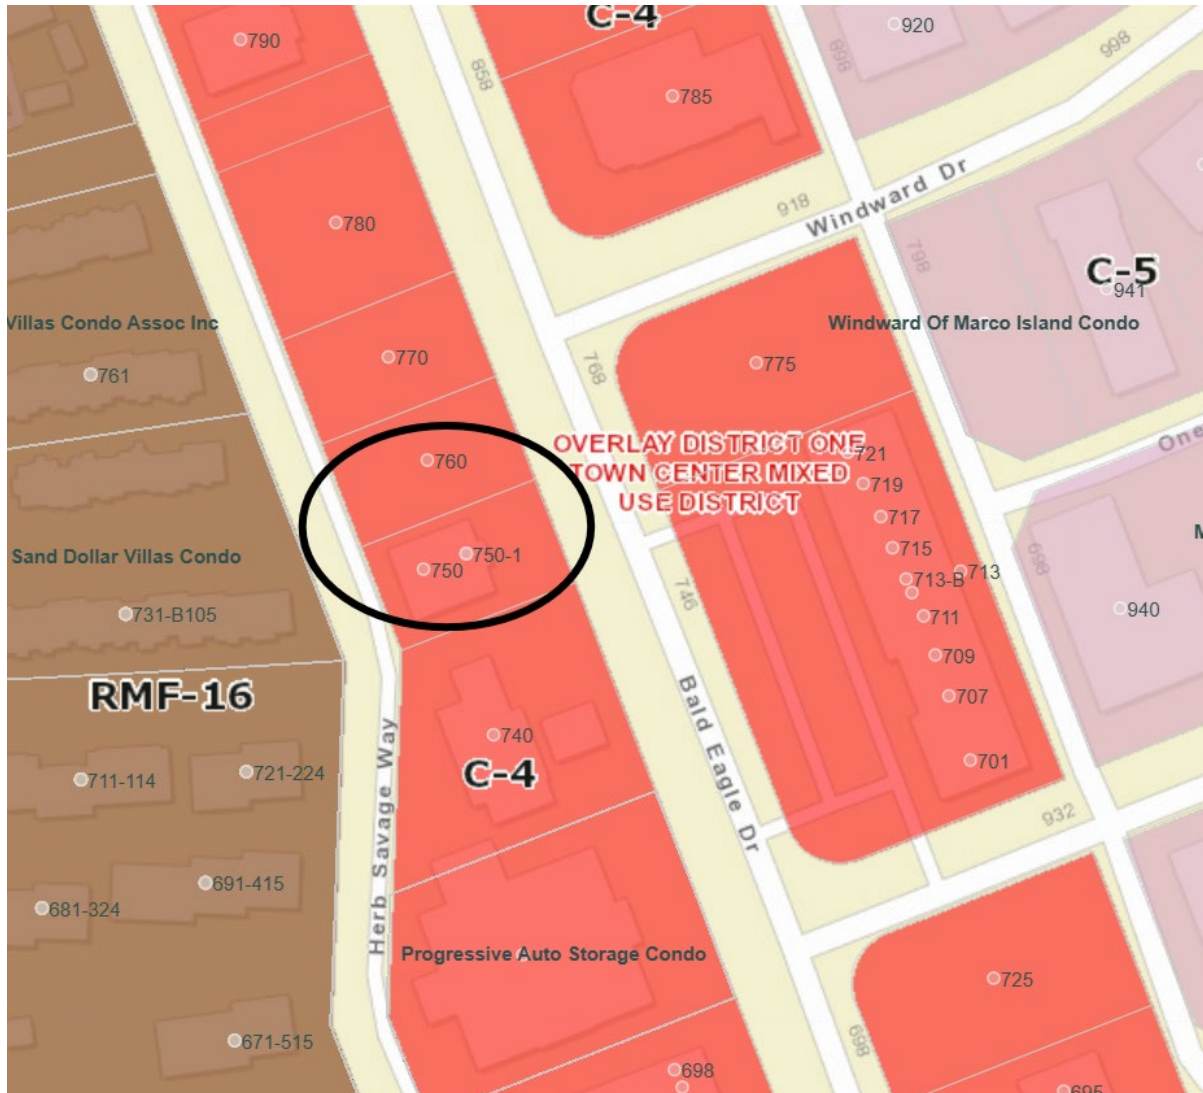 C-4
920
790
858
898
998
785
918
Windward Dr
780
798
C-5
941
Villas Condo Assoc Inc
Windward Of Marco Island Condo
770
768
775
761
OVERLAY DISTRICT ONE
TOWN CENTER MIXED
USE DISTRICT
721
One
760
719
717
715
750-1
750
713
713-B
698
Sand Dollar Villas Condo
M
746
731-B105
711
940
709
RMF-16
707
Bald Eagle Dr
740
C-4
701
711-114
721-224
932
Herb Savage Way
691-415
681-324
Progressive Auto Storage Condo
725
671-515
698
698
695